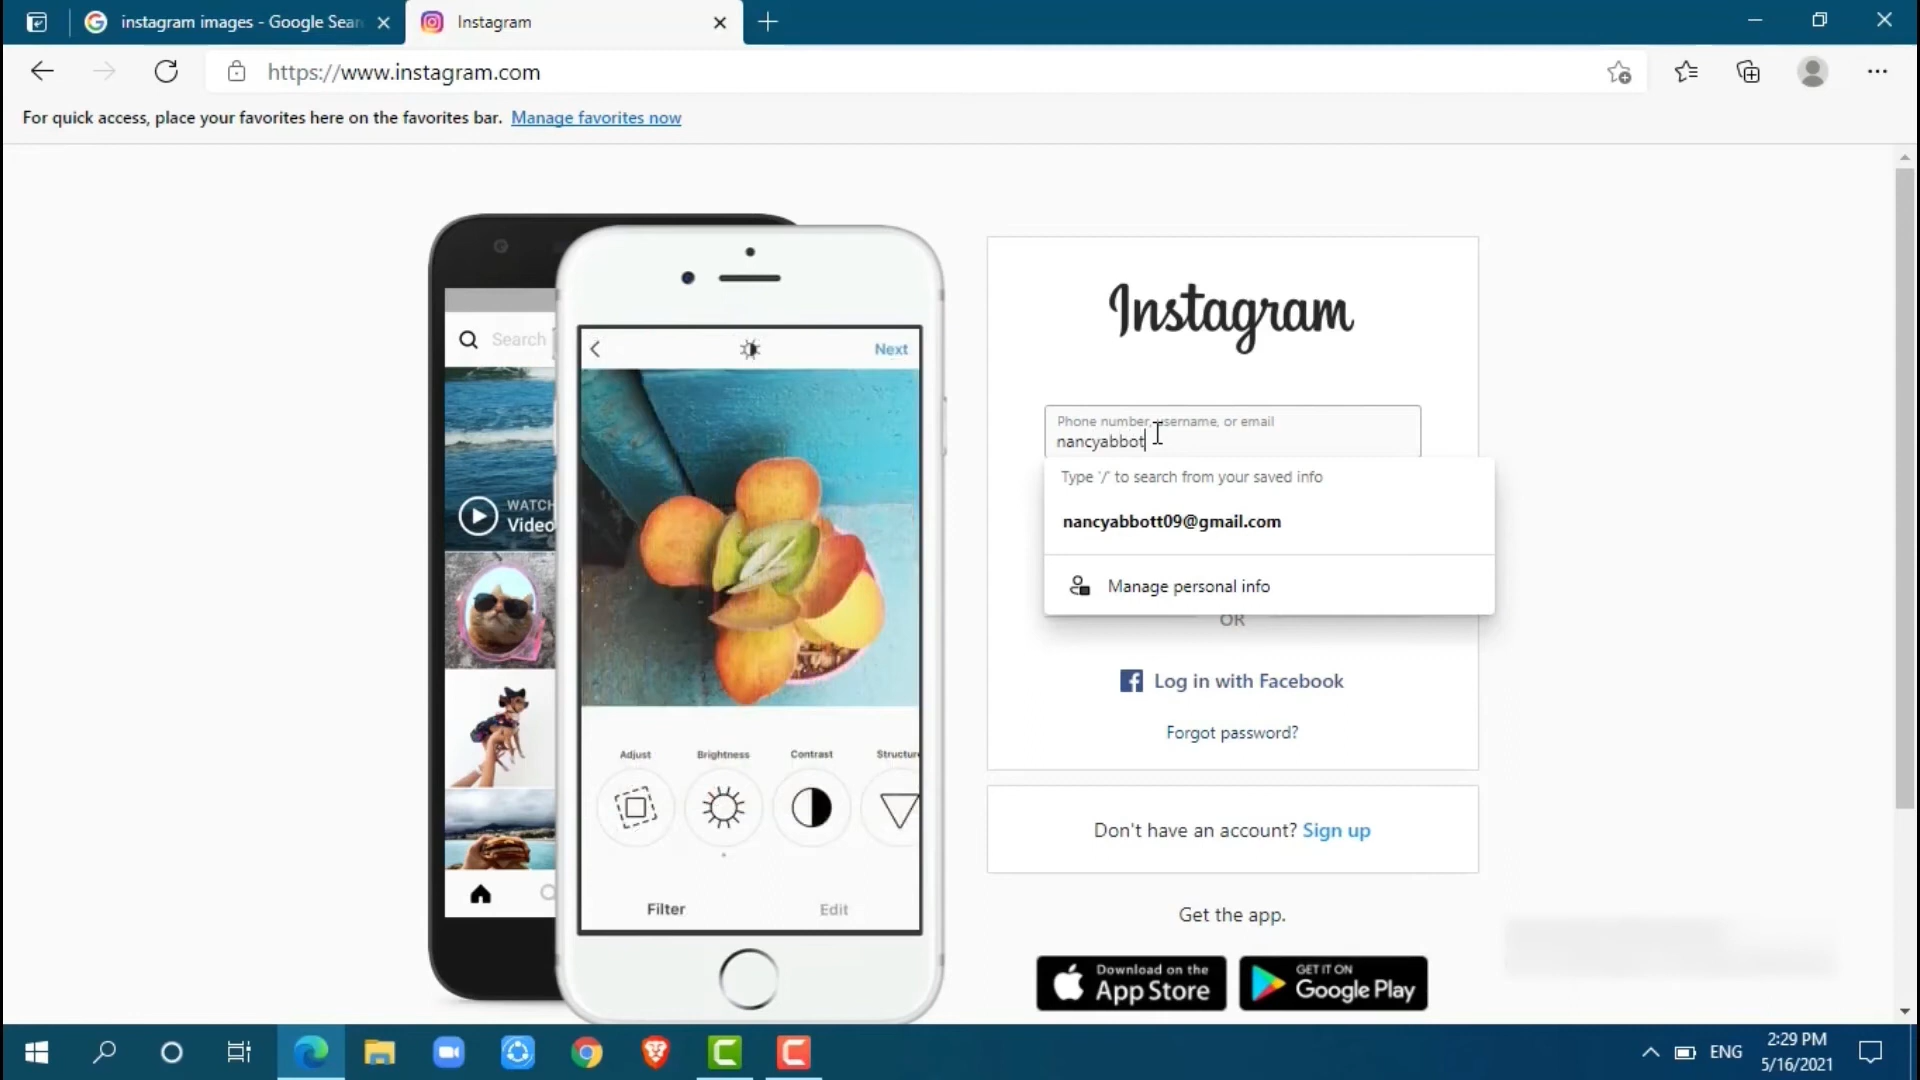 instagram images - Google Sear
Instagram
https://www.instagram.com
For quick access, place your favorites here on the favorites bar. Manage favorites now
Search
WATCH
Video
Next
Adjust
Brightness
Contrast
Structure
Filter
Edit
Instagram
Phone number, username, or email
nancyabbot
Type '/' to search from your saved info
nancyabbott09@gmail.com
Manage personal info
OR
Log in with Facebook
Forgot password?
Don't have an account? Sign up
Get the app.
Download on the
App Store
GET IT ON
Google Play
ENG
2:29 PM
5/16/2021